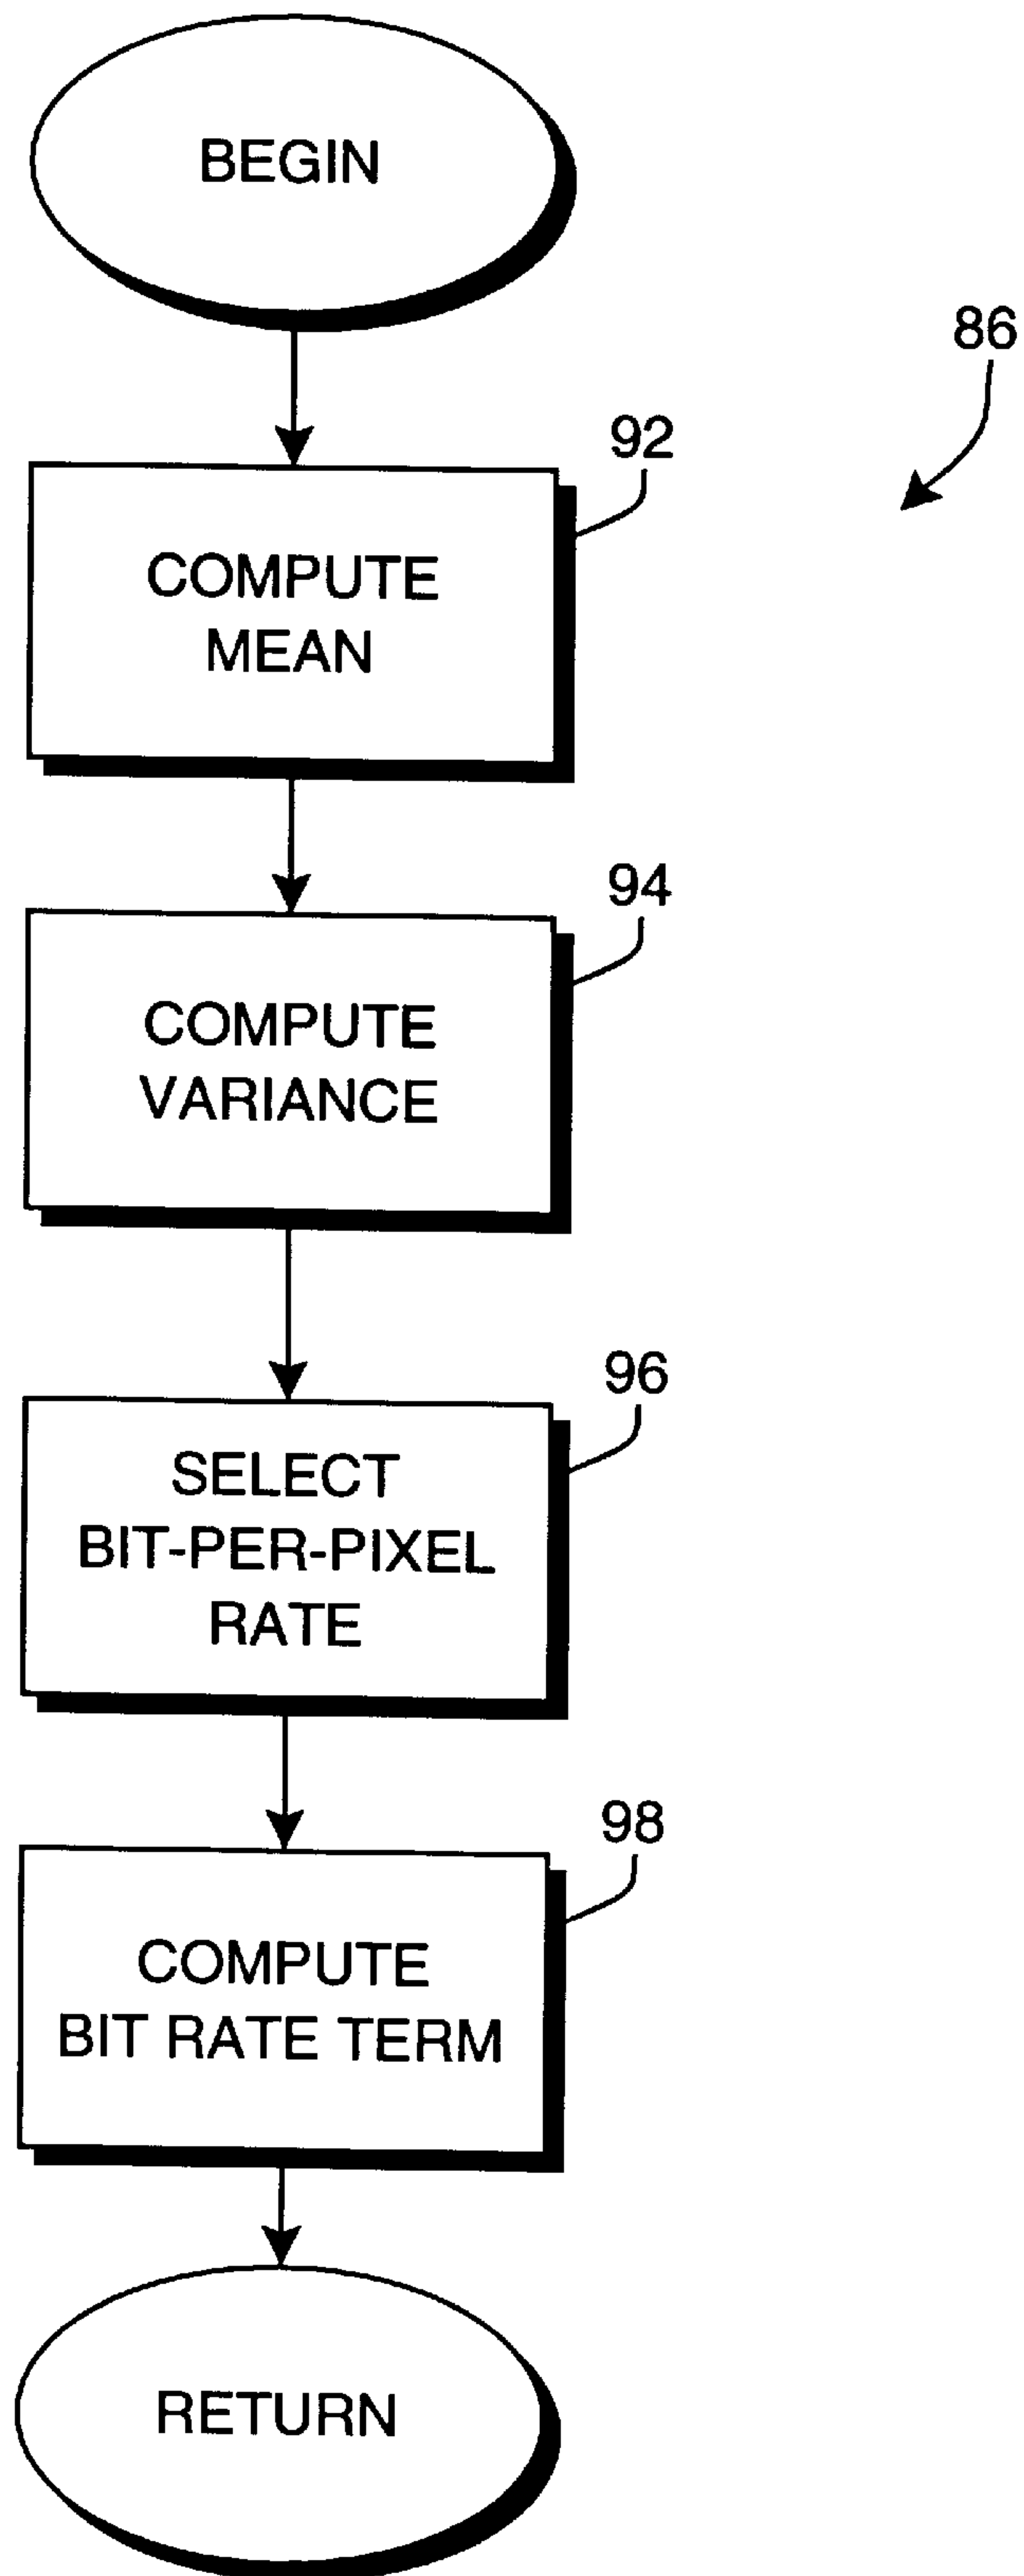 BEGIN
86
92
COMPUTE
MEAN
94
COMPUTE
VARIANCE
96
SELECT
BIT-PER-PIXEL
RATE
98
COMPUTE
BIT RATE TERM
RETURN